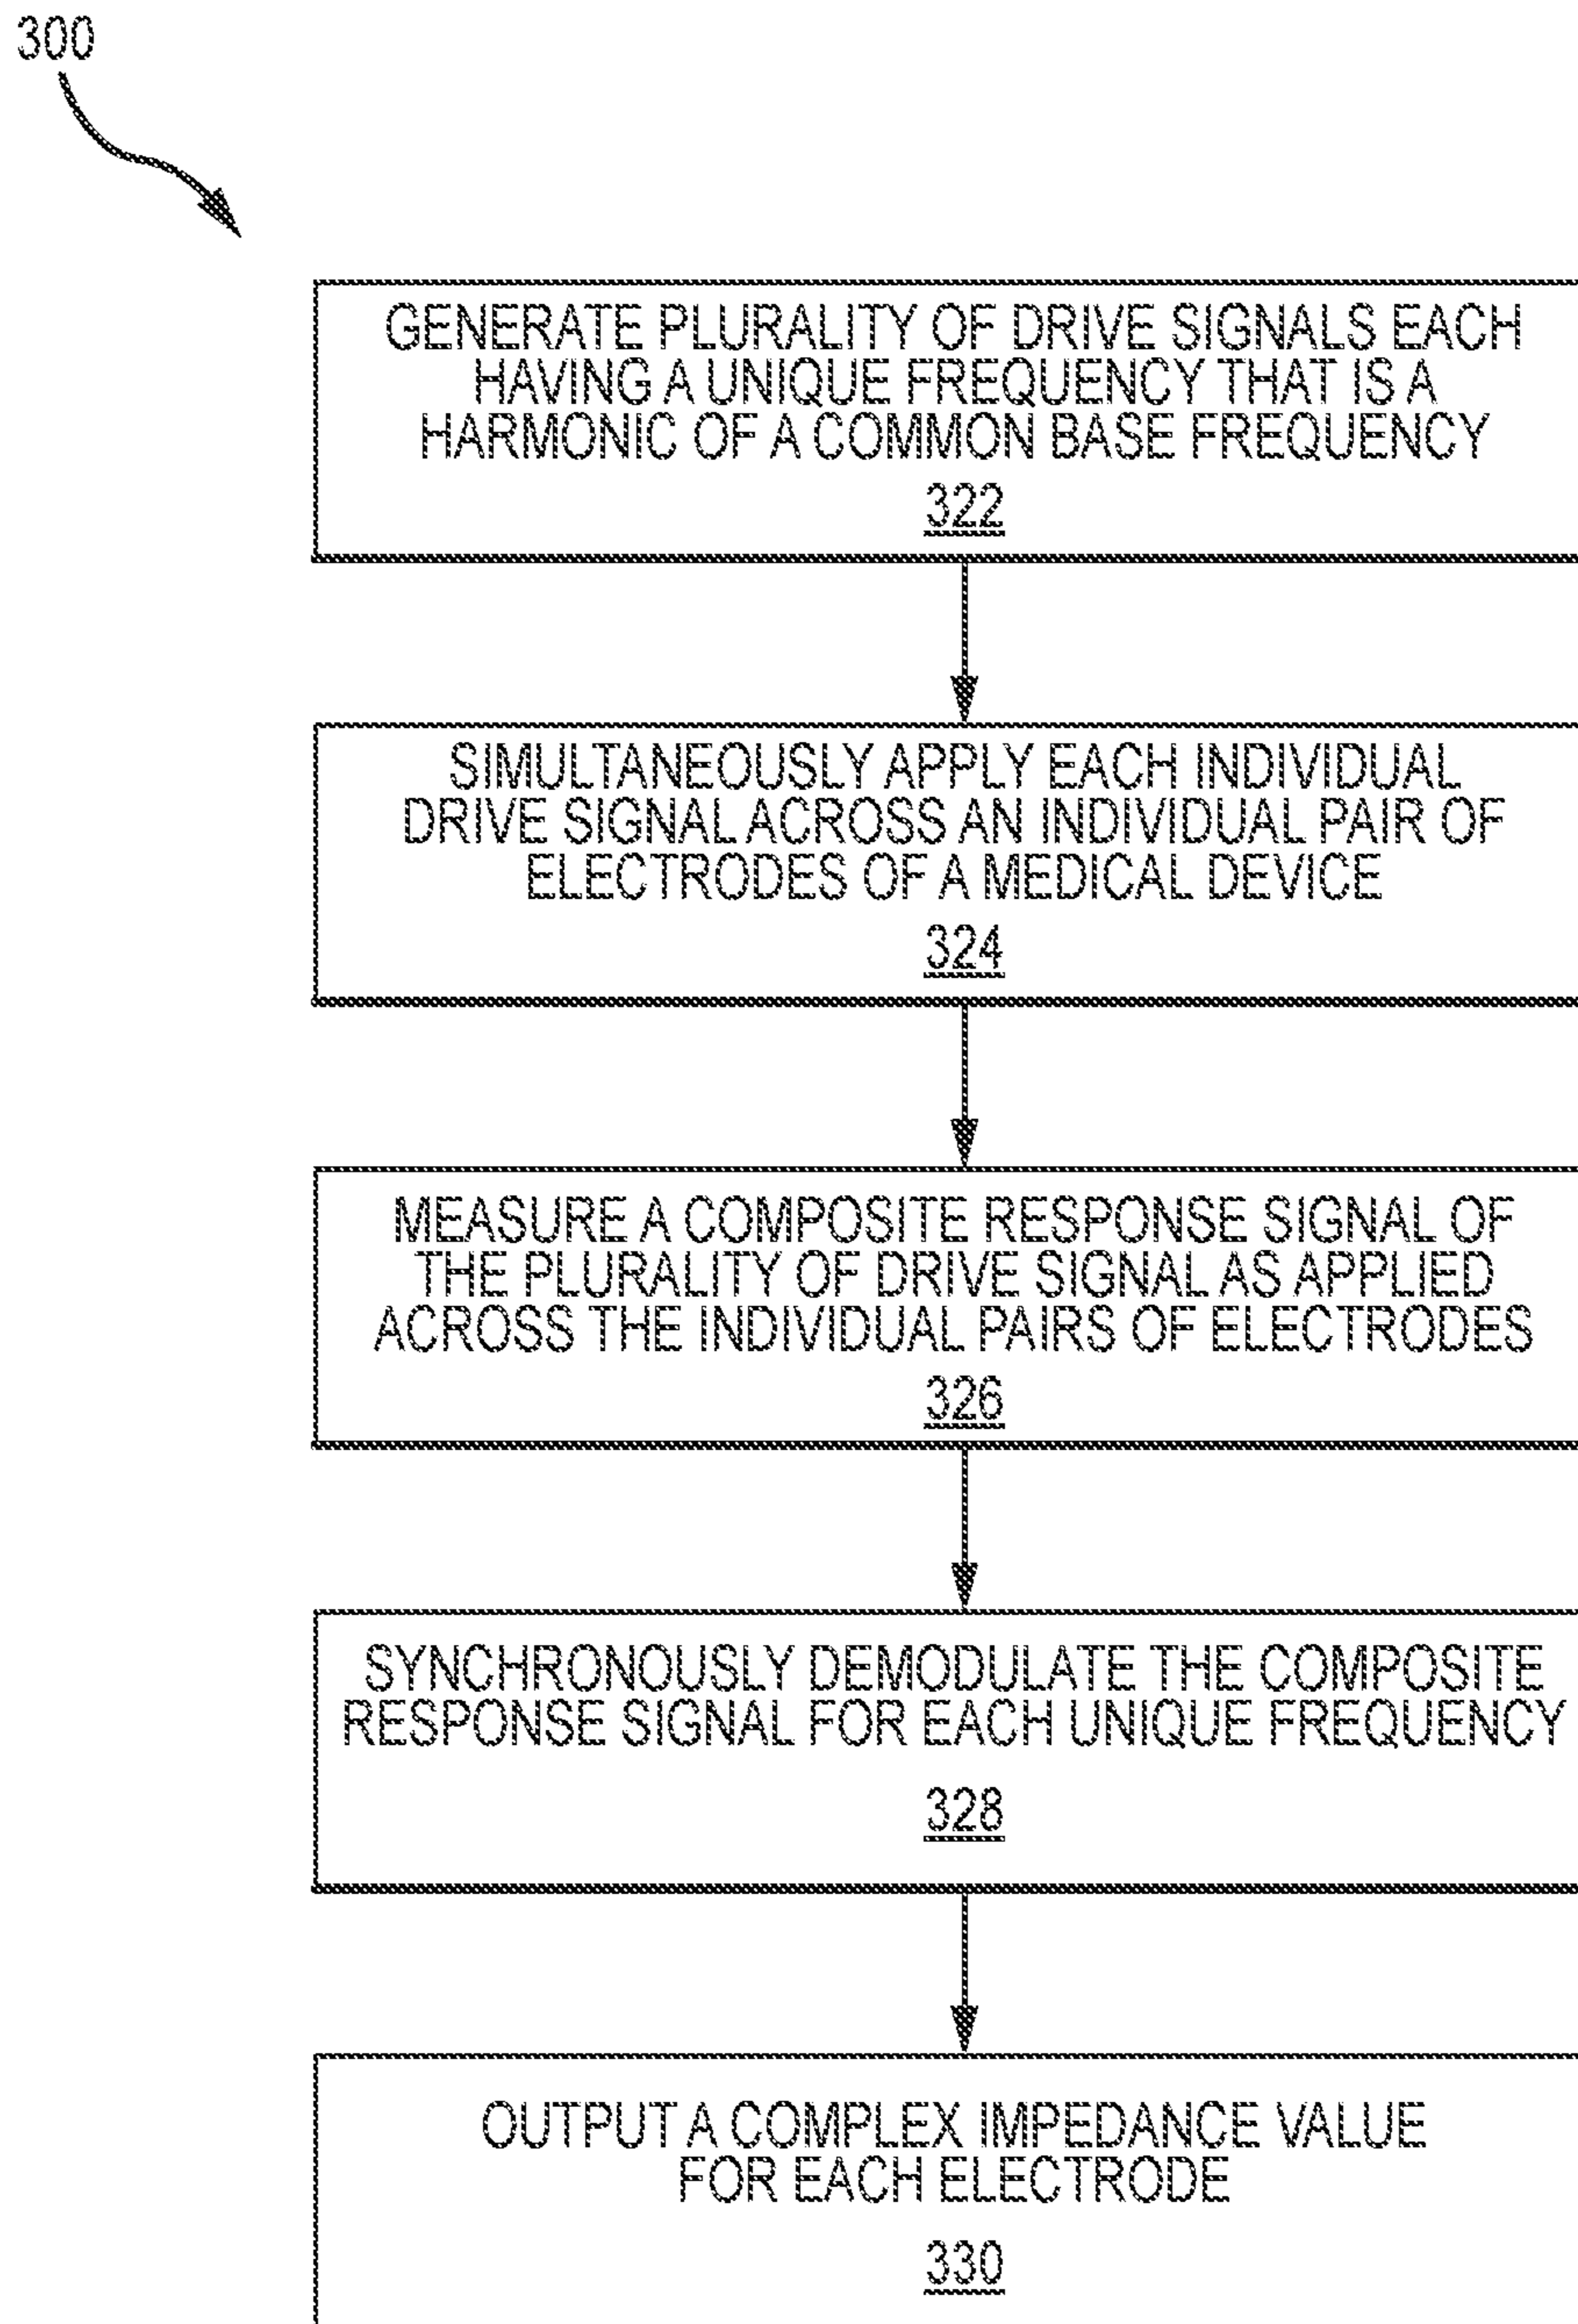 300
GENERATE PLURALITY OF DRIVE SIGNALS EACH
HAVING A UNIQUE FREQUENCY THAT IS A
HARMONIC OF A COMMON BASE FREQUENCY
322
SIMULTANEOUSLY APPLY EACH INDIVIDUAL
DRIVE SIGNAL ACROSS AN INDIVIDUAL PAIR OF
ELECTRODES OF A MEDICAL DEVICE
324
MEASURE A COMPOSITE RESPONSE SIGNAL OF
THE PLURALITY OF DRIVE SIGNAL AS APPLIED
ACROSS THE INDIVIDUAL PAIRS OF ELECTRODES
326
SYNCHRONOUSLY DEMODULATE THE COMPOSITE
RESPONSE SIGNAL FOR EACH UNIQUE FREQUENCY
328
OUTPUT A COMPLEX IMPEDANCE VALUE
FOR EACH ELECTRODE
330